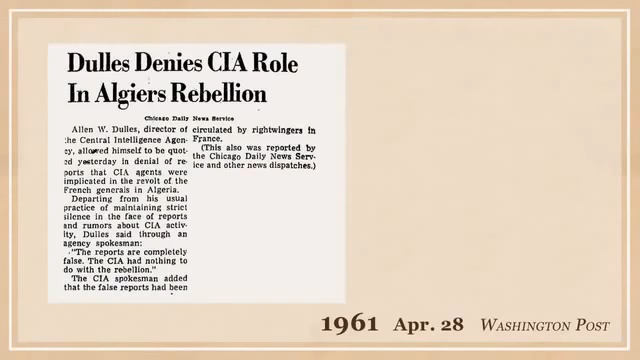 Dulles Denies CIA Role
In Algiers Rebellion
Chicago Daily News Service
Allen W. Dulles, director of
the Central Intelligence Agen-
cy, allowed himself to be quot-
ed yesterday in denial of re-
ports that CIA agents were
implicated in the revolt of the
French generals in Algeria.
Departing from his usual
practice of maintaining strict
silence in the face of reports
and rumors about CIA activ-
ity, Dulles said through an
agency spokesman:
"The reports are completely
false. The CIA had nothing to
do with the rebellion."
The CIA spokesman added
that the false reports had been
circulated by rightwingers in
France.
(This also was reported by
the Chicago Daily News Serv-
ice and other news dispatches.)
1961 Apr. 28 Washington Post